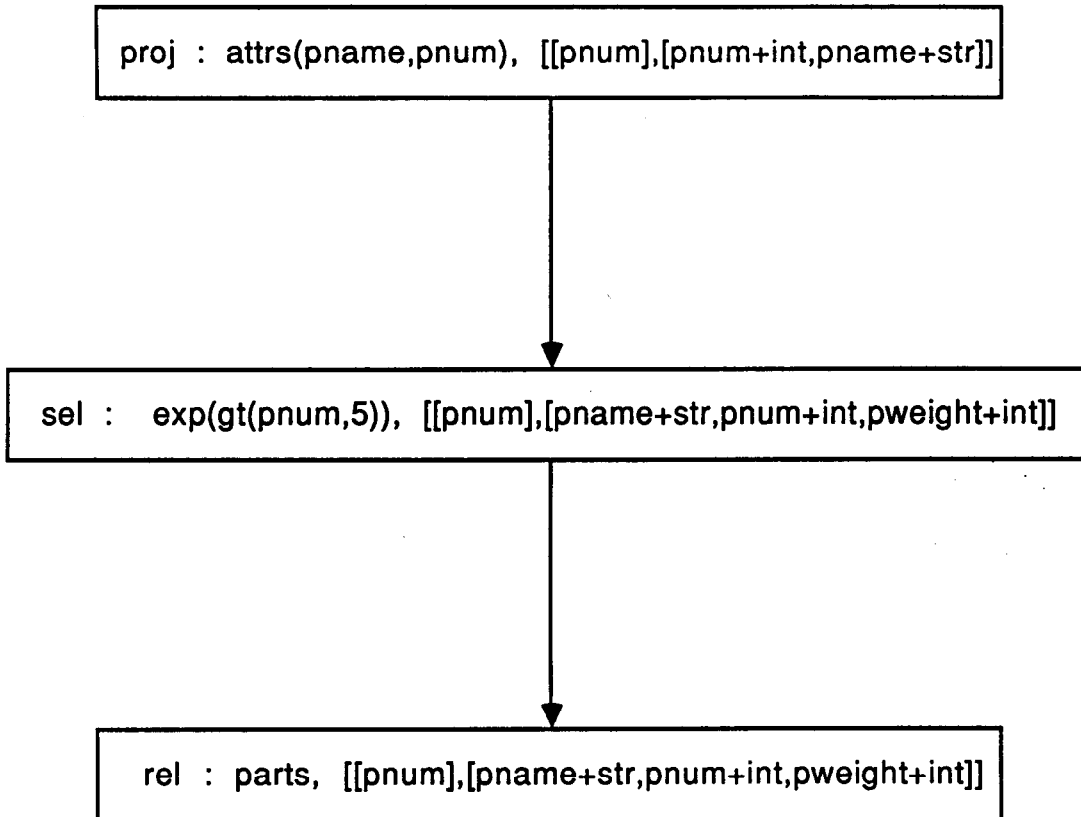 proj : attrs(pname,pnum), [[pnum],[pnum+int,pname+str]]
sel : exp(gt(pnum,5)), [[pnum],[pname+str,pnum+int,pweight+int]]
rel : parts, [[pnum],[pname+str,pnum+int,pweight+int]]